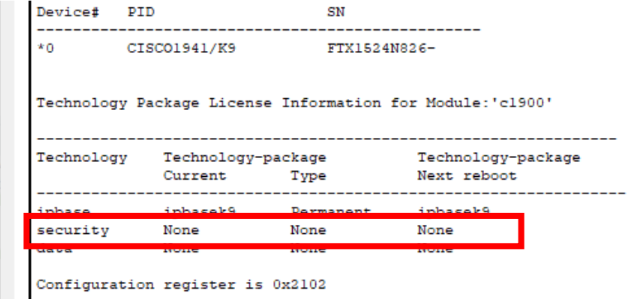 Device# PID SN
-------------------------------------------------
*0 CISCO1941/K9 FTX1524N826-
Technology Package License Information for Module:'c1900'
----------------------------------------------------------------
Technology Technology-package Technology-package
Current Type Next reboot
-----------------------------------------------------------------
ipbase ipbasek9 Permanent ipbasek9
security None None None
data None None None
Configuration register is 0x2102